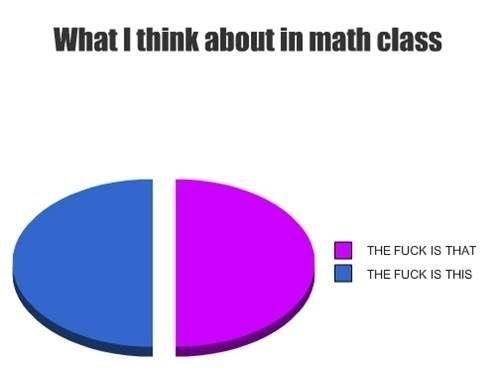 What I think about in math class
THE FUCK IS THAT
THE FUCK IS THIS